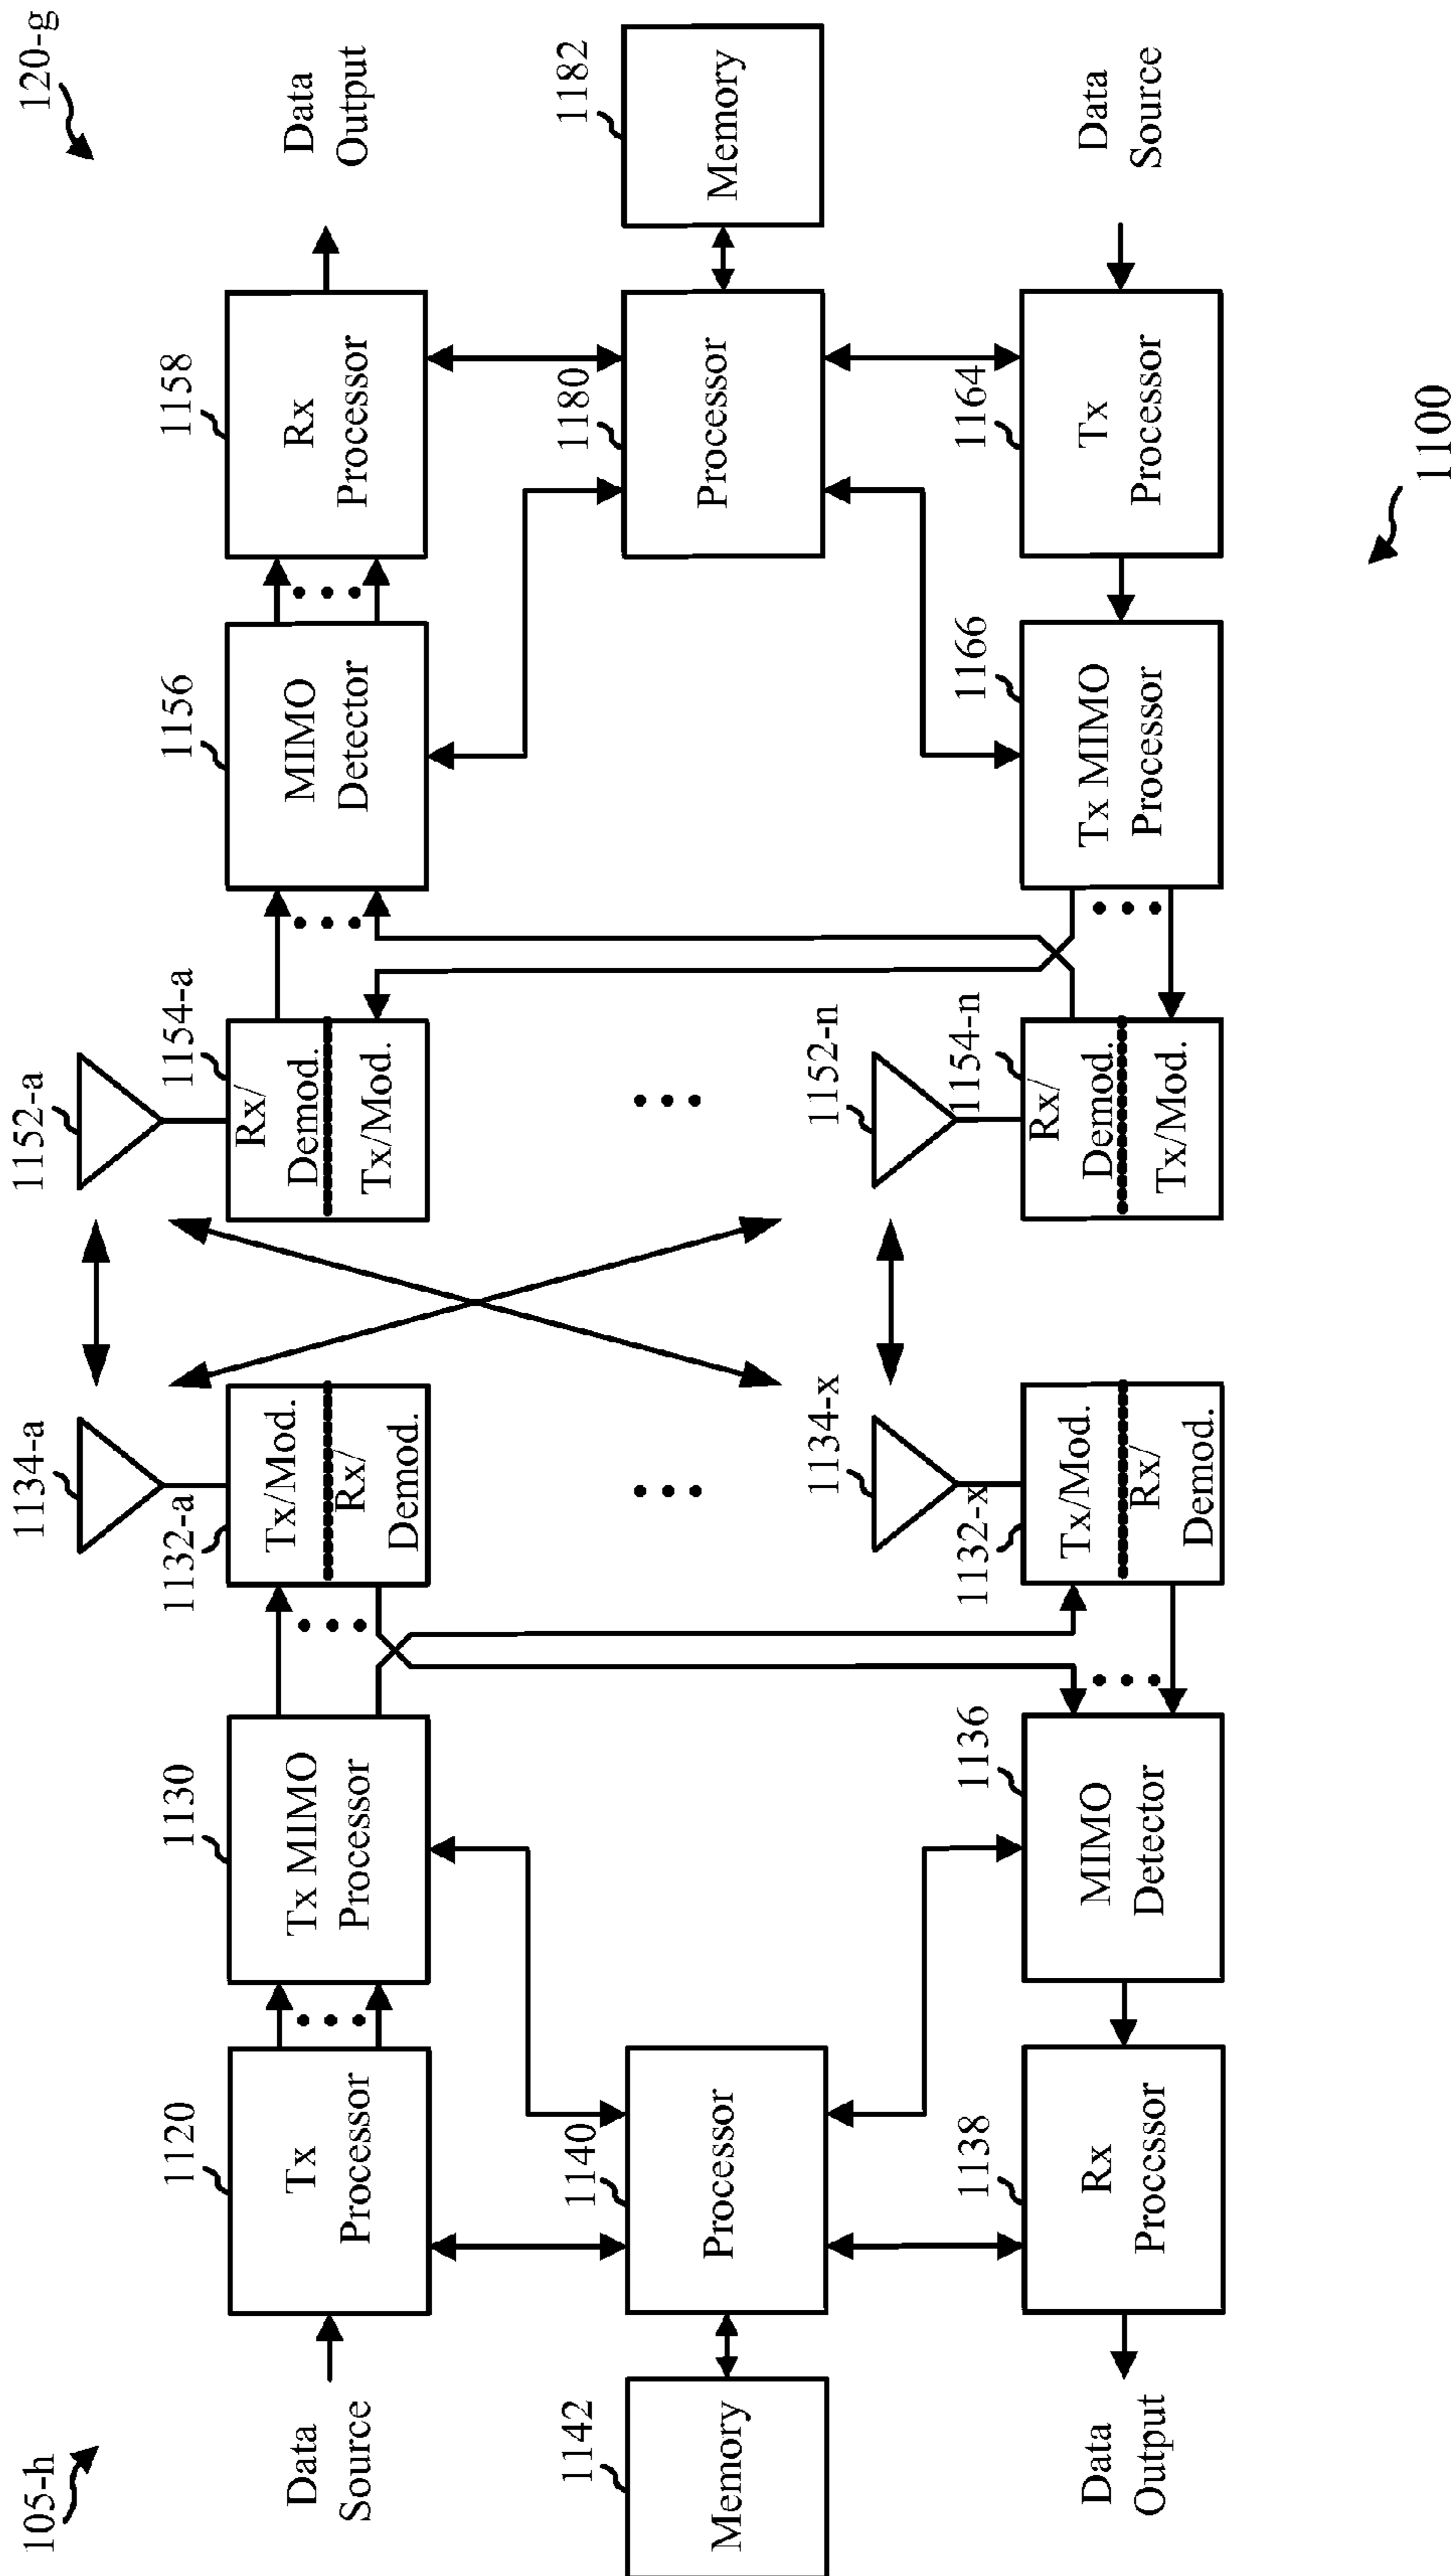 105-h
120-g
1134-a
1152-a
1120
1130
1132-a
1154-a
1156
1158
Data
Source
Tx
Processor
Tx MIMO
Processor
Tx/Mod.
Rx/
Demod.
Rx/
Demod.
Tx/Mod.
MIMO
Detector
Rx
Processor
Data
Output
1142
1140
1134-x
1152-n
1180
1182
Memory
Processor
Processor
Memory
1138
1136
1132-x
1154-n
1166
1164
Data
Output
Rx
Processor
MIMO
Detector
Tx/Mod.
Rx/
Demod.
Rx/
Demod.
Tx/Mod.
Tx MIMO
Processor
Tx
Processor
Data
Source
1100